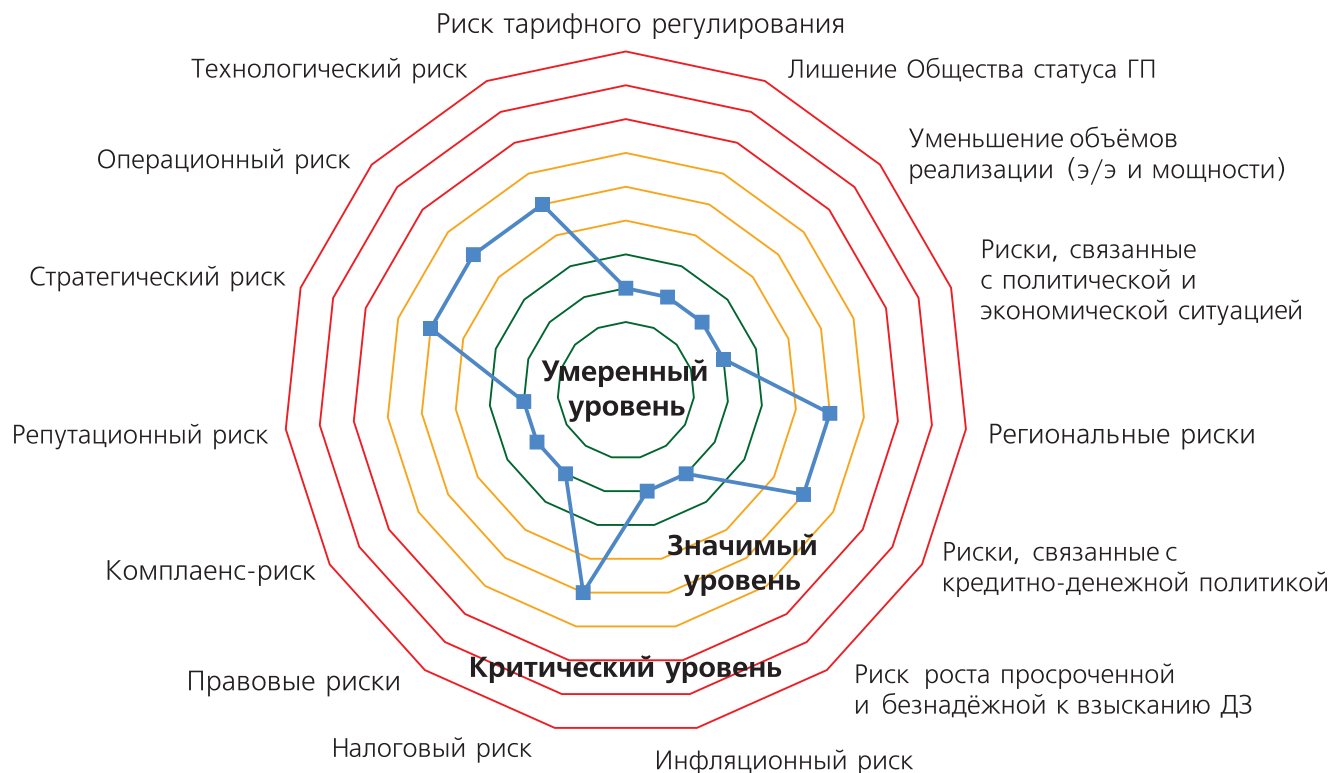 Риск тарифного регулирования
Технологический риск
Лишение Общества статуса ГП
Операционный риск
Уменьшение объёмов
реализации (э/э и мощности)
Стратегический риск
Риски, связанные
с политической и
экономической ситуацией
Умеренный
уровень
Репутационный риск
Региональные риски
Значимый
уровень
Комплаенс-риск
Риски, связанные с
кредитно-денежной политикой
Критический уровень
Правовые риски
Риск роста просроченной
и безнадёжной к взысканию ДЗ
Налоговый риск
Инфляционный риск